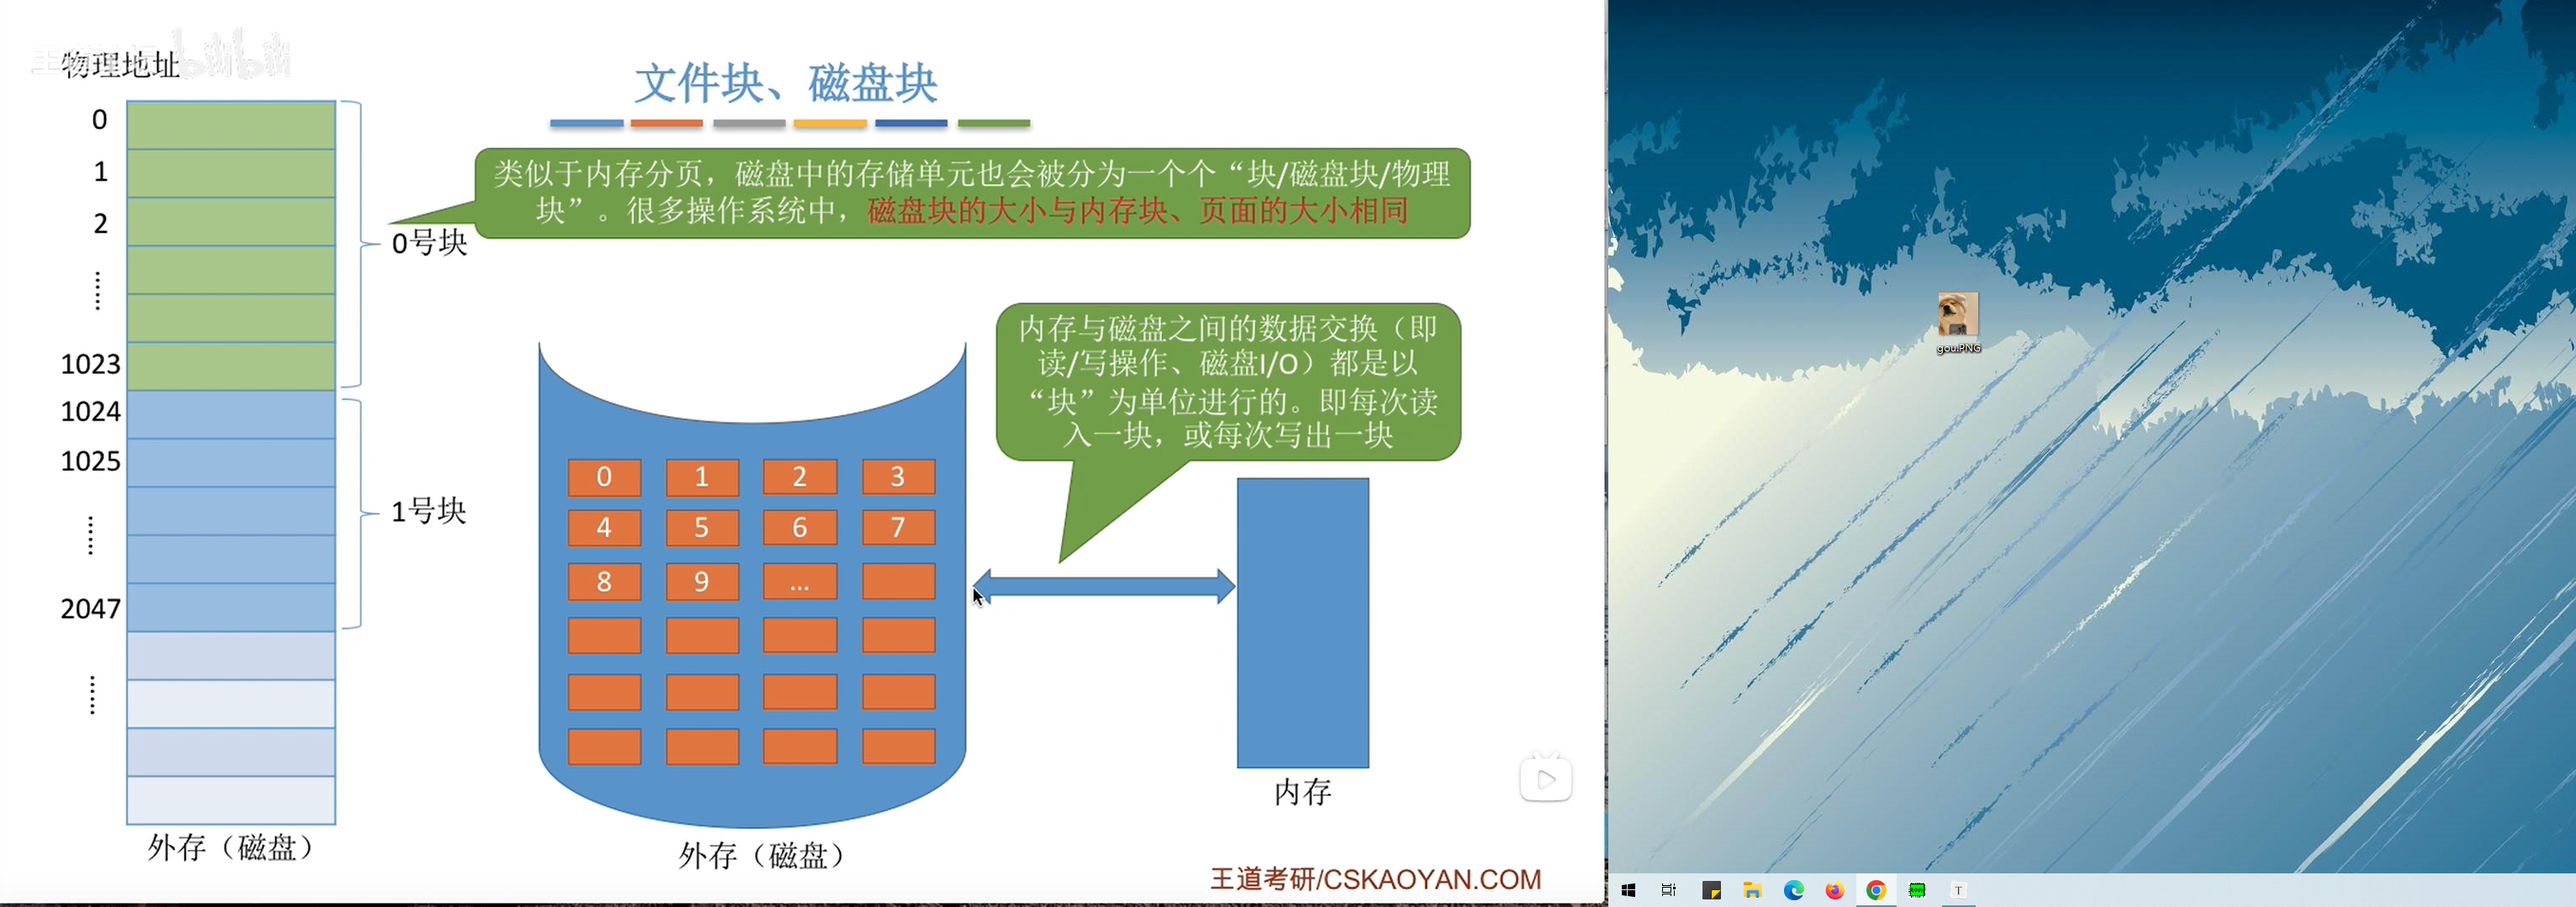 物理地址
文件块、磁盘块
0
1
2
……
1023
1024
1025
……
2047
……
0号块
1号块
外存（磁盘）
类似于内存分页，磁盘中的存储单元也会被分为一个个“块/磁盘块/物理
块”。很多操作系统中，磁盘块的大小与内存块、页面的大小相同
内存与磁盘之间的数据交换（即
读/写操作、磁盘I/O）都是以
“块”为单位进行的。即每次读
入一块，或每次写出一块
0 1 2 3
4 5 6 7
8 9 ...
外存（磁盘）
内存
王道考研/CSKAOYAN.COM
gou.PNG
T